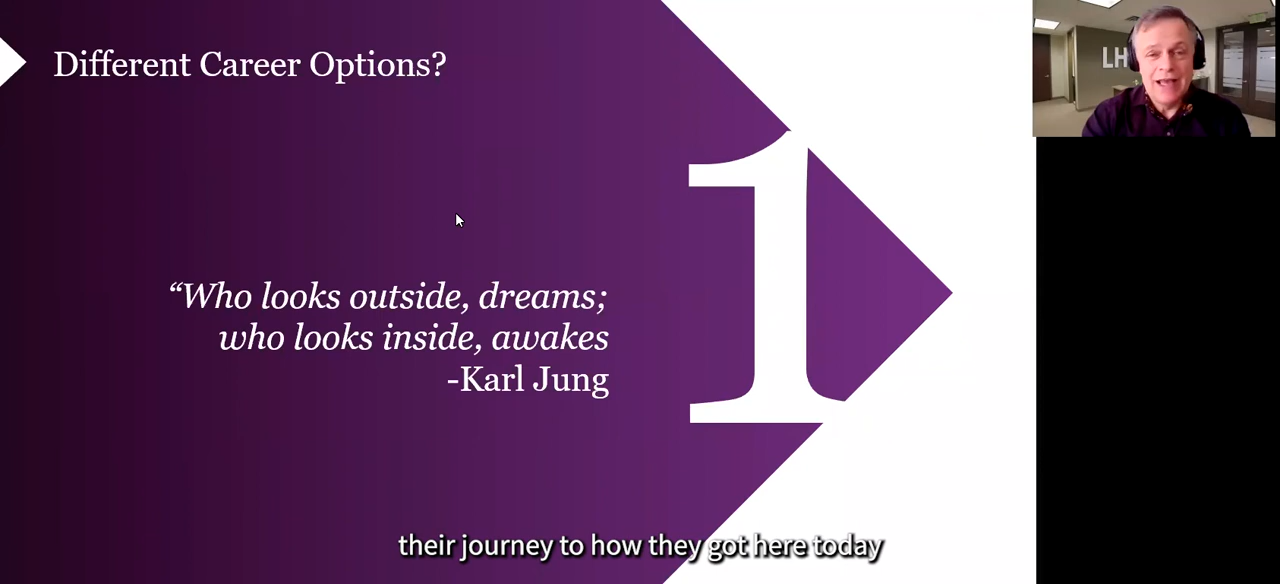 Different Career Options?
LH
1
“Who looks outside, dreams;
who looks inside, awakes
-Karl Jung
their journey to how they got here today